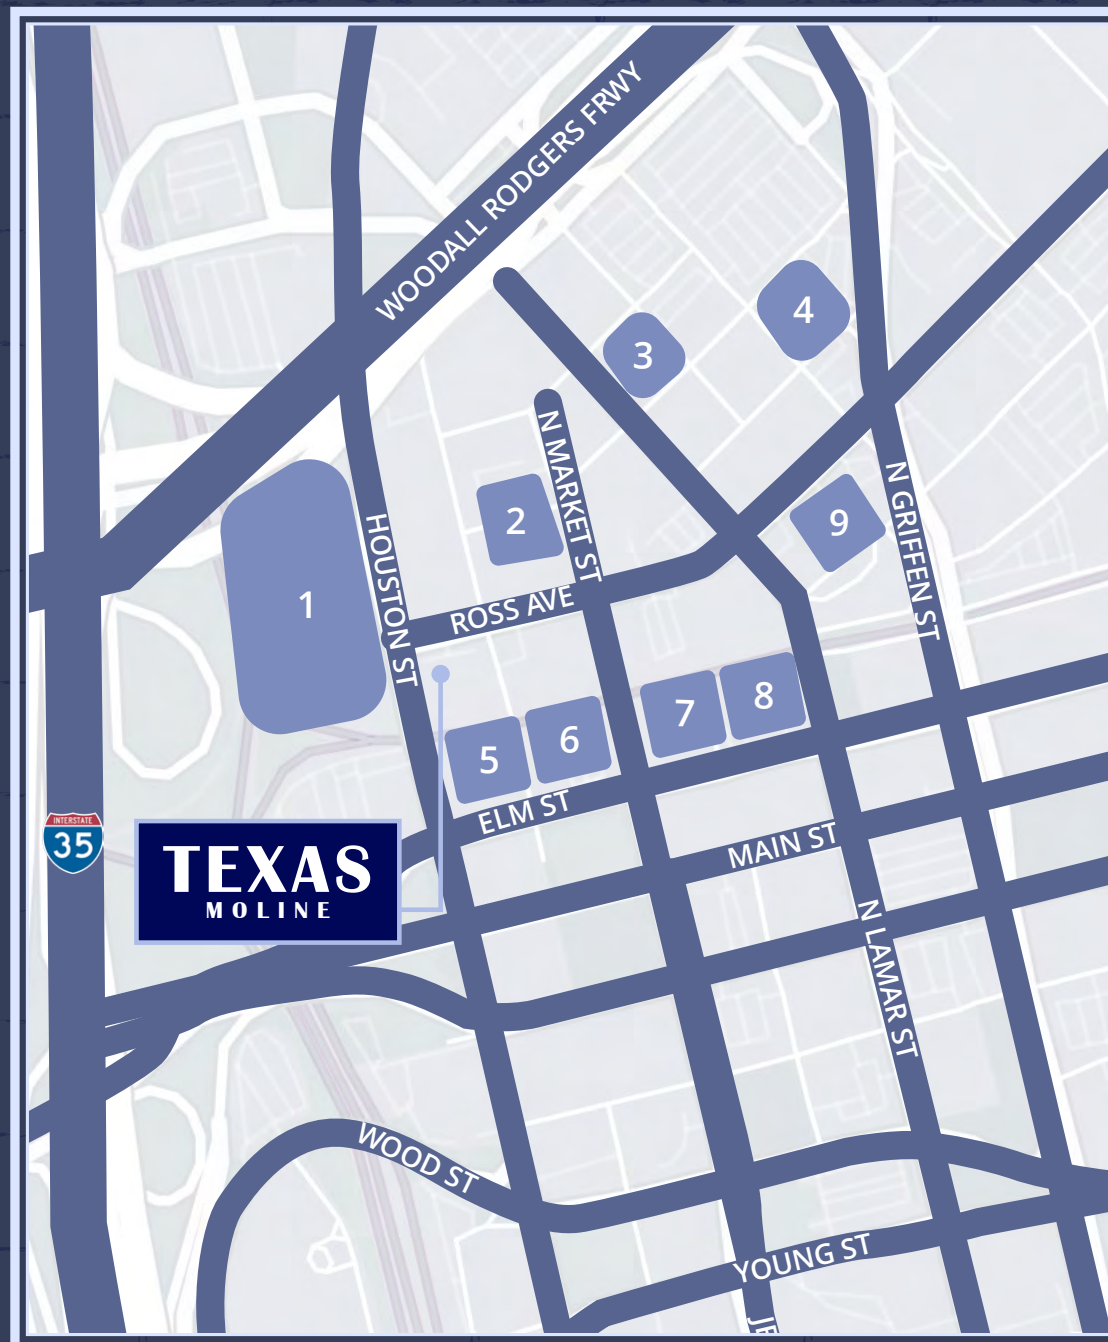 WOODALL RODGERS FRWY
4
3
N MARKET ST
N GRIFFEN ST
2
9
HOUSTON ST
1
ROSS AVE
8
7
6
5
ELM ST
INTERSTATE
35
MAIN ST
TEXAS
MOLINE
N LAMAR ST
WOOD ST
YOUNG ST